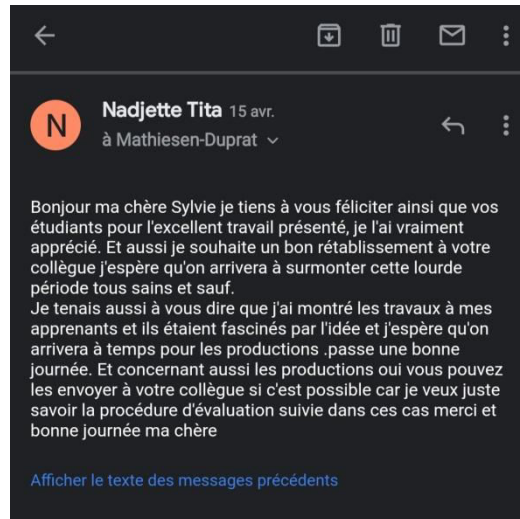 N
Nadjette Tita 15 avr.
à Mathiesen-Duprat
Bonjour ma chère Sylvie je tiens à vous féliciter ainsi que vos
étudiants pour l'excellent travail présenté, je l'ai vraiment
apprécié. Et aussi je souhaite un bon rétablissement à votre
collègue j'espère qu'on arrivera à surmonter cette lourde
période tous sains et sauf.
Je tenais aussi à vous dire que j'ai montré les travaux à mes
apprenants et ils étaient fascinés par l'idée et j'espère qu'on
arrivera à temps pour les productions .passe une bonne
journée. Et concernant aussi les productions oui vous pouvez
les envoyer à votre collègue si c'est possible car je veux juste
savoir la procédure d'évaluation suivie dans ces cas merci et
bonne journée ma chère
Afficher le texte des messages précédents